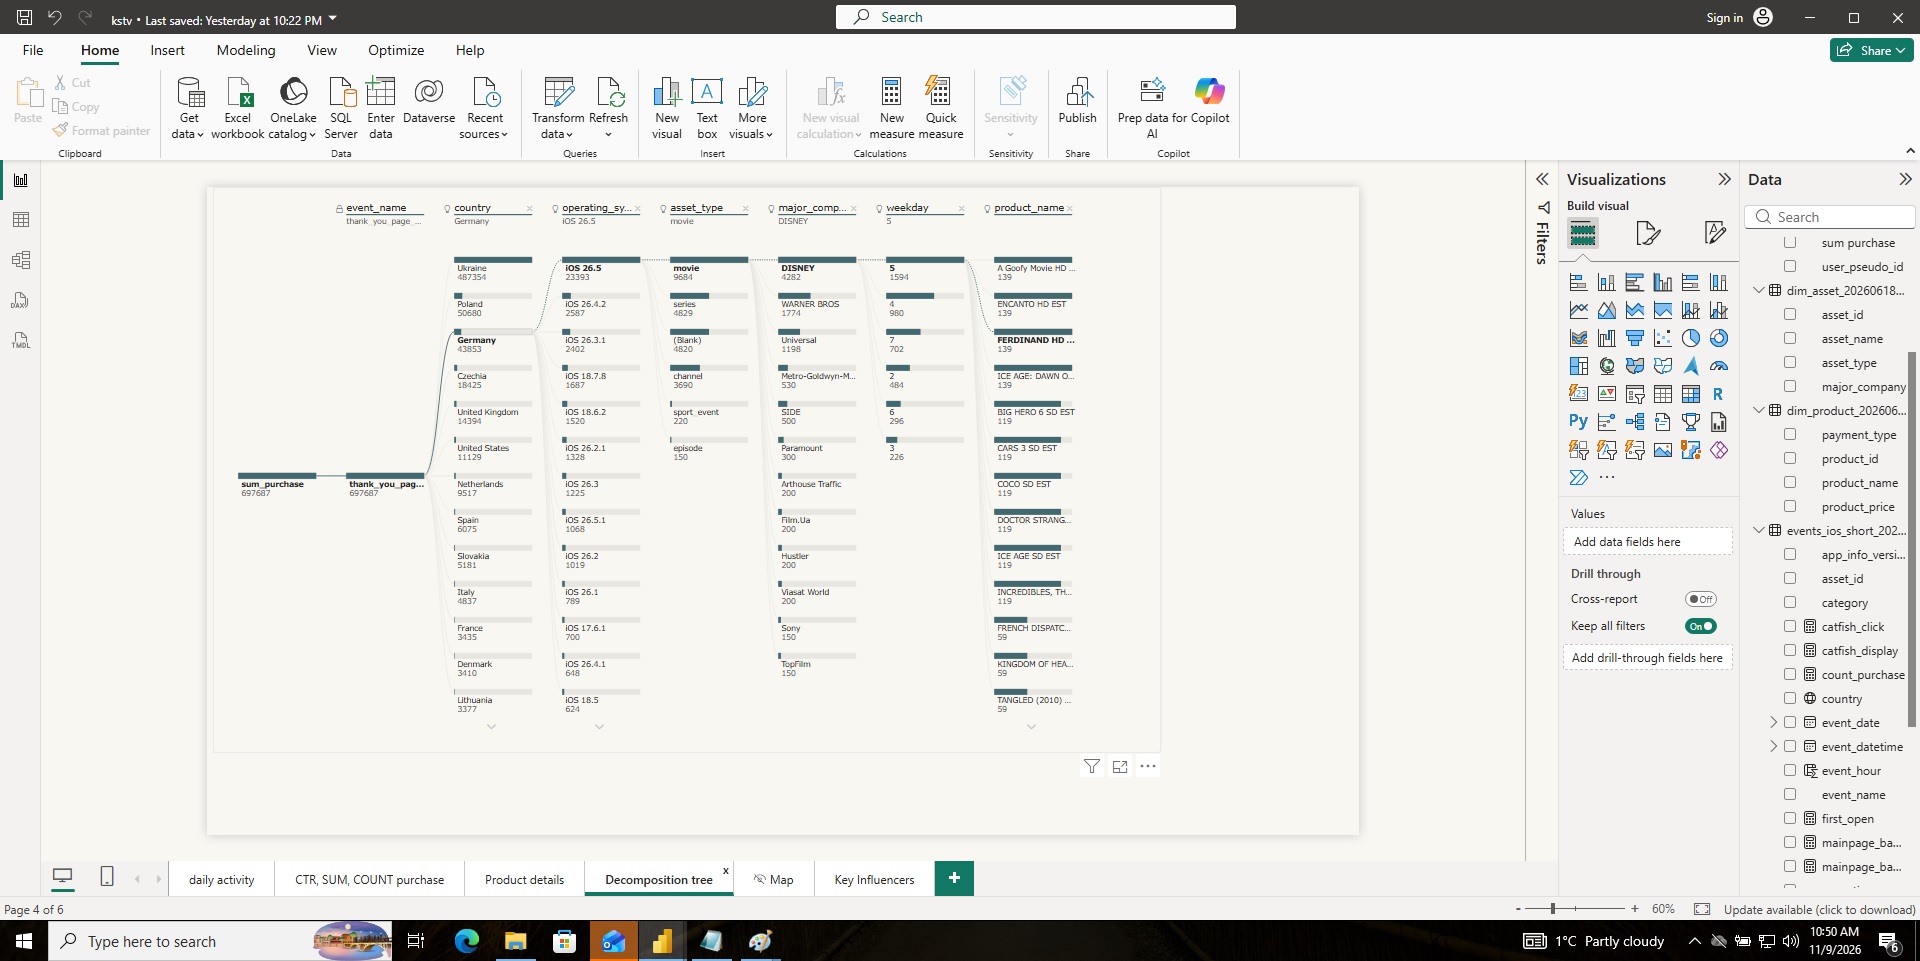 kstv • Last saved: Yesterday at 10:22 PM
Search
Sign in
File
Home
Insert
Modeling
View
Optimize
Help
Share
Paste
Cut
Copy
Format painter
Clipboard
Get data
Excel workbook
OneLake catalog
SQL Server
Enter data
Dataverse
Recent sources
Data
Transform data
Refresh
Queries
New visual
Text box
More visuals
Insert
New visual calculation
New measure
Quick measure
Calculations
Sensitivity
Sensitivity
Publish
Share
Prep data for AI
Copilot
Copilot
event_name
thank_you_page_...
country
Germany
operating_sy...
iOS 26.5
asset_type
movie
major_comp...
DISNEY
weekday
5
product_name
sum_purchase
697687
thank_you_pag...
697687
Ukraine
487354
Poland
50680
Germany
43853
Czechia
18425
United Kingdom
14394
United States
11129
Netherlands
9517
Spain
6075
Slovakia
5181
Italy
4837
France
3435
Denmark
3410
Lithuania
3377
iOS 26.5
23393
iOS 26.4.2
2587
iOS 26.3.1
2402
iOS 18.7.8
1687
iOS 18.6.2
1520
iOS 26.2.1
1328
iOS 26.3
1225
iOS 26.5.1
1068
iOS 26.2
1019
iOS 26.1
789
iOS 17.6.1
700
iOS 26.4.1
648
iOS 18.5
624
movie
9684
series
4829
(Blank)
4820
channel
3690
sport_event
220
episode
150
DISNEY
4282
WARNER BROS
1774
Universal
1198
Metro-Goldwyn-M...
530
SIDE
500
Paramount
300
Arthouse Traffic
200
Film.Ua
200
Hustler
200
Viasat World
200
Sony
150
TopFilm
150
5
1594
4
980
7
702
2
484
6
296
3
226
A Goofy Movie HD ...
139
ENCANTO HD EST
139
FERDINAND HD ...
139
ICE AGE: DAWN O...
139
BIG HERO 6 SD EST
119
CARS 3 SD EST
119
COCO SD EST
119
DOCTOR STRANG...
119
ICE AGE SD EST
119
INCREDIBLES, TH...
119
FRENCH DISPATC...
59
KINGDOM OF HEA...
59
TANGLED (2010) ...
59
Filters
Visualizations
Build visual
R
Py
Values
Add data fields here
Drill through
Cross-report
Off
Keep all filters
On
Add drill-through fields here
Data
Search
sum purchase
user_pseudo_id
dim_asset_20260618...
asset_id
asset_name
asset_type
major_company
dim_product_202606...
payment_type
product_id
product_name
product_price
events_ios_short_202...
app_info_versi...
asset_id
category
catfish_click
catfish_display
count_purchase
country
event_date
event_datetime
event_hour
event_name
first_open
mainpage_ba...
mainpage_ba...
daily activity
CTR, SUM, COUNT purchase
Product details
Decomposition tree
x
Map
Key Influencers
+
Page 4 of 6
- + 60%
Update available (click to download)
Type here to search
1°C Partly cloudy
10:50 AM
11/9/2026
6